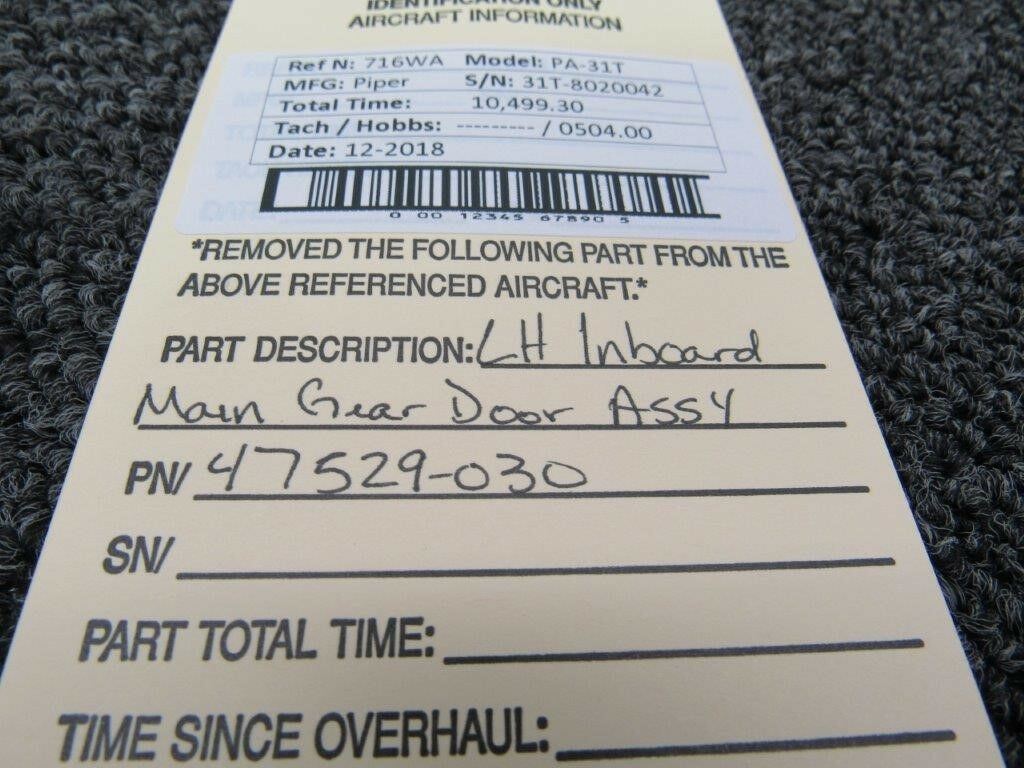 IDENTIFICATION ONLY
AIRCRAFT INFORMATION
Ref N: 716WA Model: PA-31T
MFG: Piper S/N: 31T-8020042
Total Time: 10,499.30
Tach / Hobbs: --------- / 0504.00
Date: 12-2018
0 00 12345 67890 5
*REMOVED THE FOLLOWING PART FROM THE
ABOVE REFERENCED AIRCRAFT.*
PART DESCRIPTION: LH Inboard
Main Gear Door Assy
PN/ 47529-030
SN/
PART TOTAL TIME:
TIME SINCE OVERHAUL: